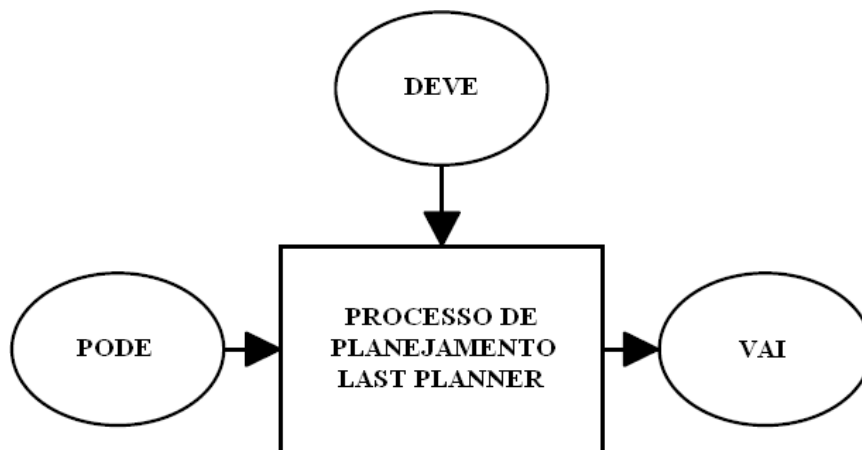 DEVE
PODE
PROCESSO DE
PLANEJAMENTO
LAST PLANNER
VAI